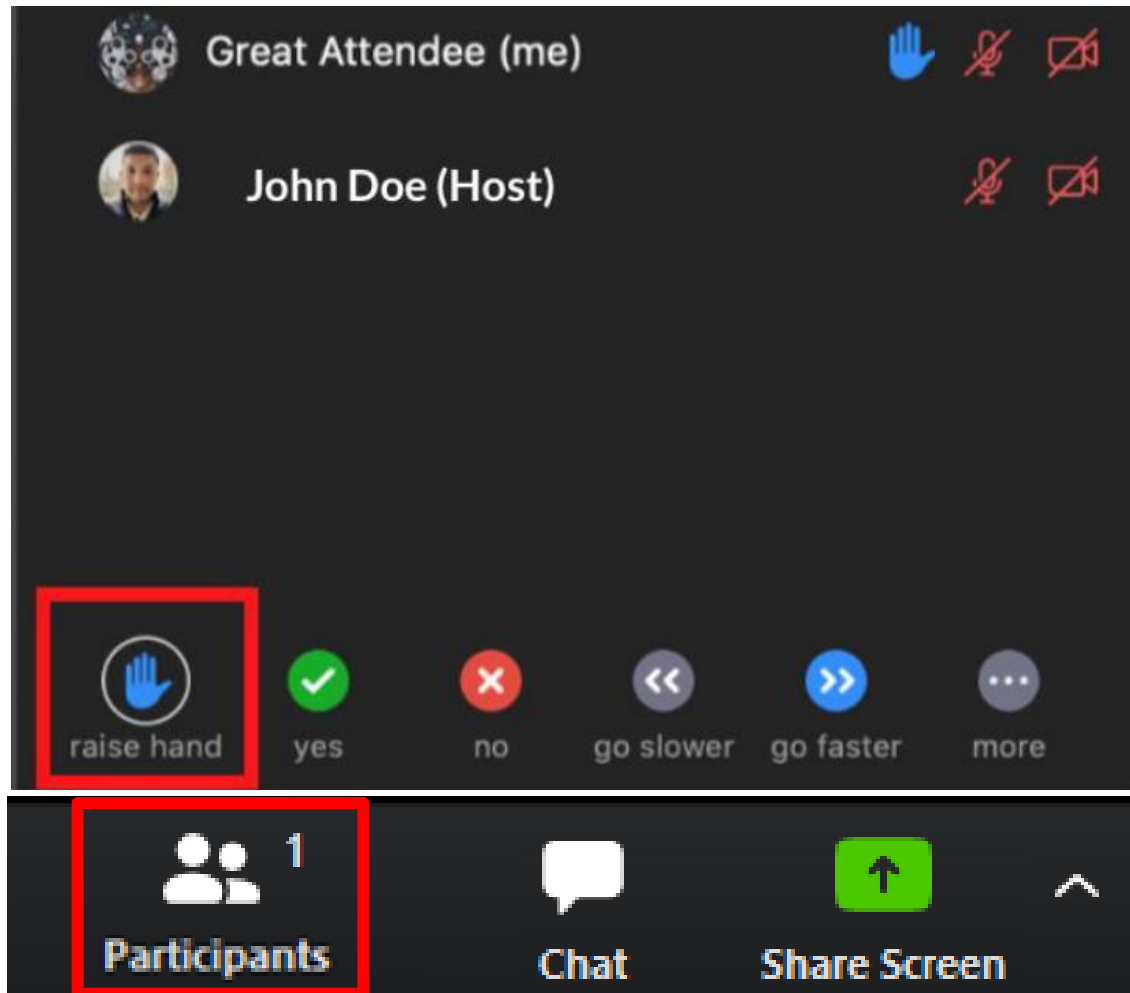 Great Attendee (me)
John Doe (Host)
raise hand yes no go slower go faster more
1
Participants Chat Share Screen